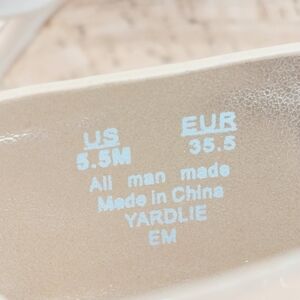 US EUR
5.5M 35.5
All man made
Made in China
YARDLIE
EM